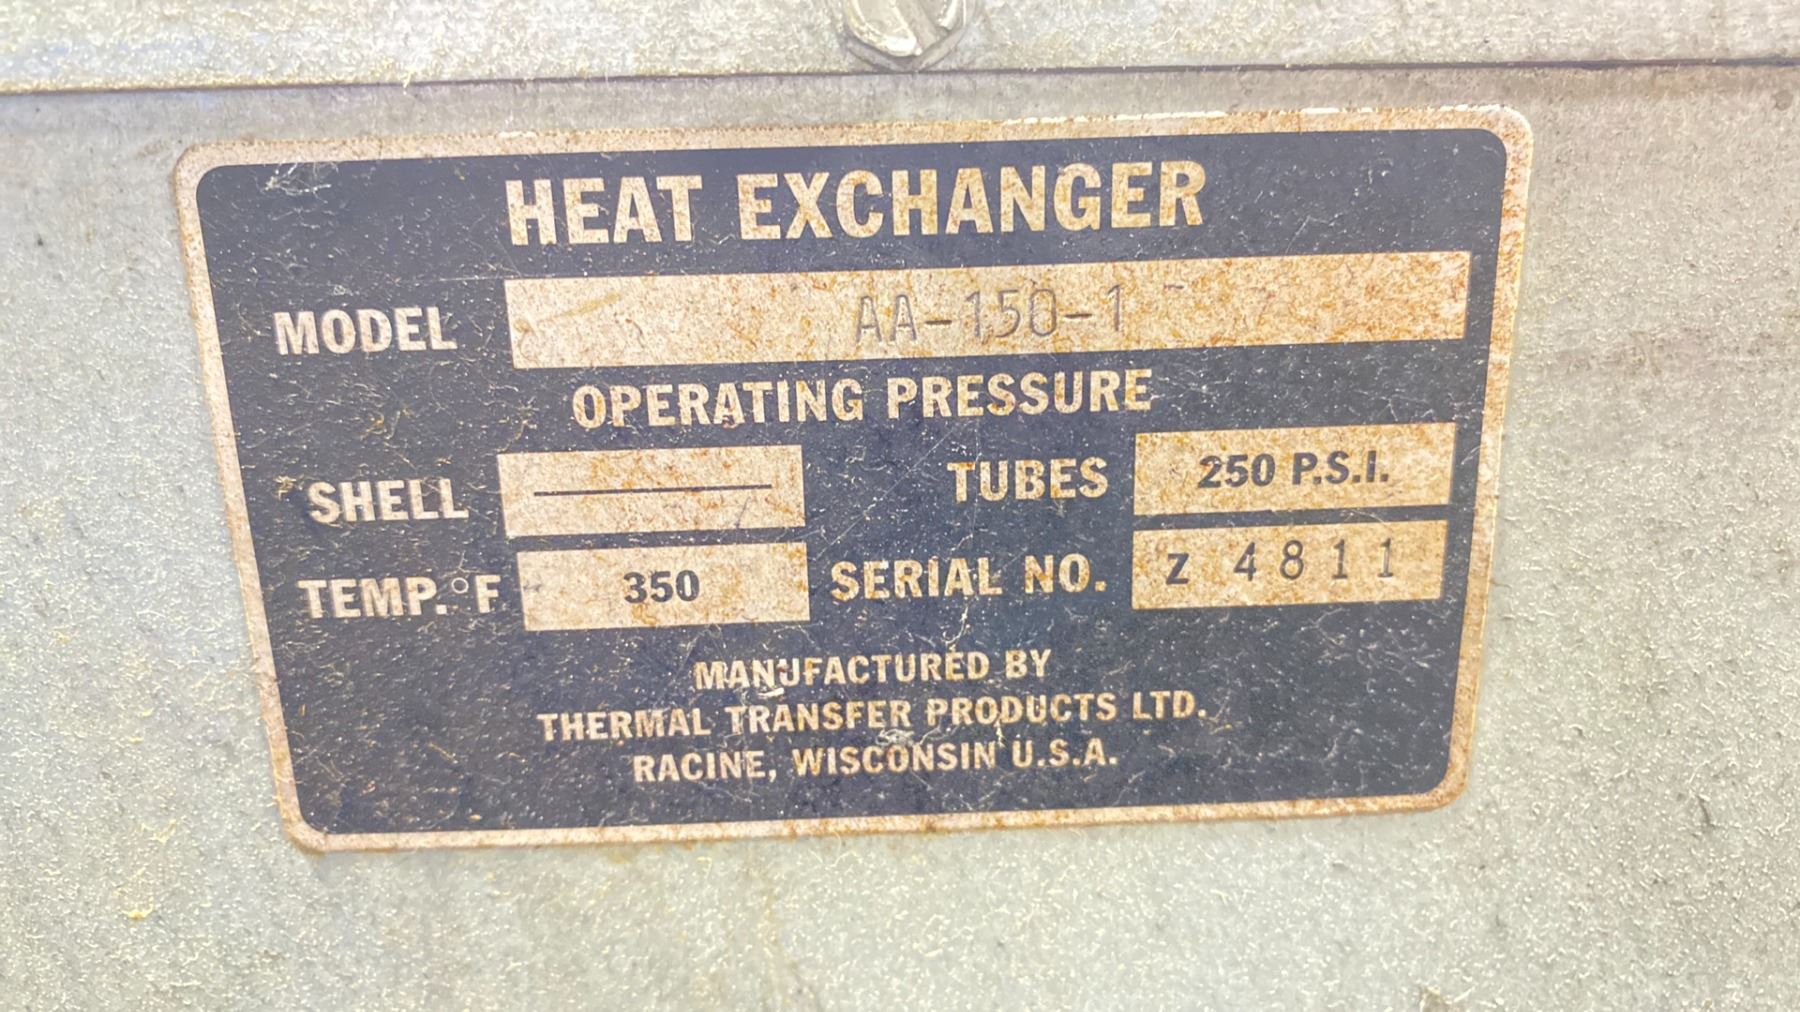 HEAT EXCHANGER
MODEL AA-150-1
OPERATING PRESSURE
SHELL TUBES 250 P.S.I.
TEMP. °F 350 SERIAL NO. Z 4811
MANUFACTURED BY
THERMAL TRANSFER PRODUCTS LTD.
RACINE, WISCONSIN U.S.A.